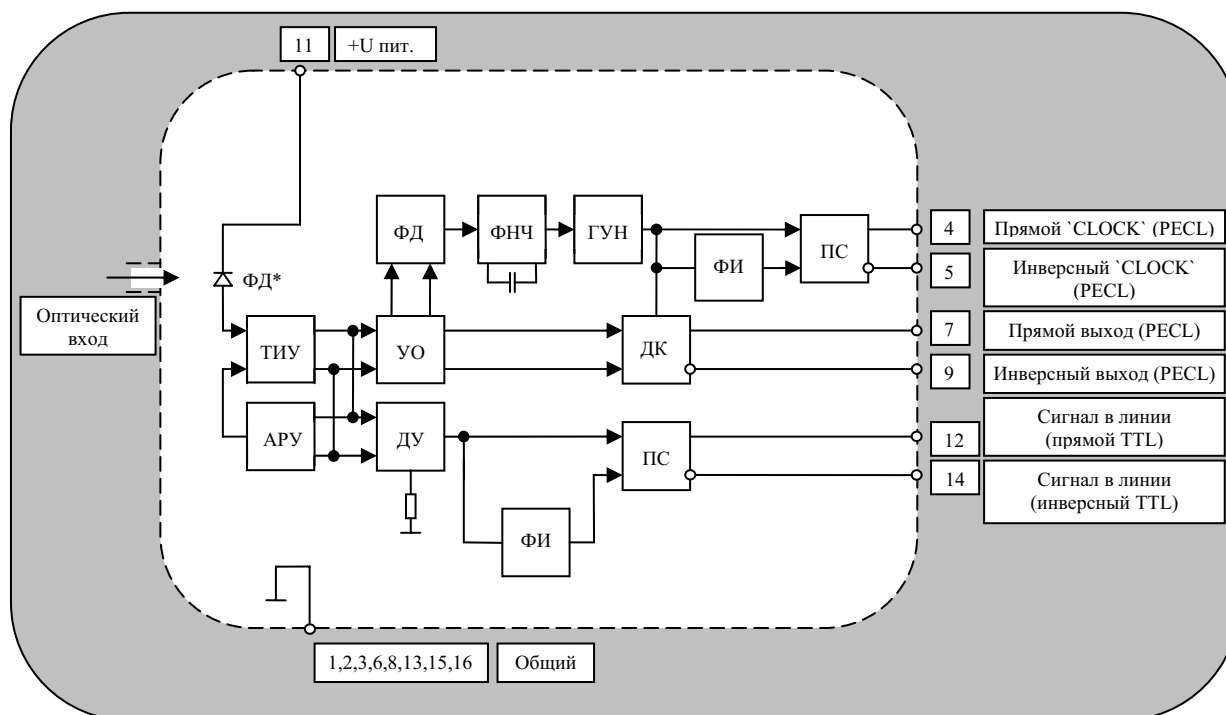 11
+U пит.
ФД
ФНЧ
ГУН
ПС
4
Прямой `CLOCK` (PECL)
ФИ
5
Инверсный `CLOCK`
(PECL)
ФД*
Оптический
вход
ТИУ
УО
ДК
7
Прямой выход (PECL)
9
Инверсный выход (PECL)
АРУ
ДУ
ПС
12
Сигнал в линии
(прямой TTL)
14
Сигнал в линии
(инверсный TTL)
ФИ
1,2,3,6,8,13,15,16
Общий